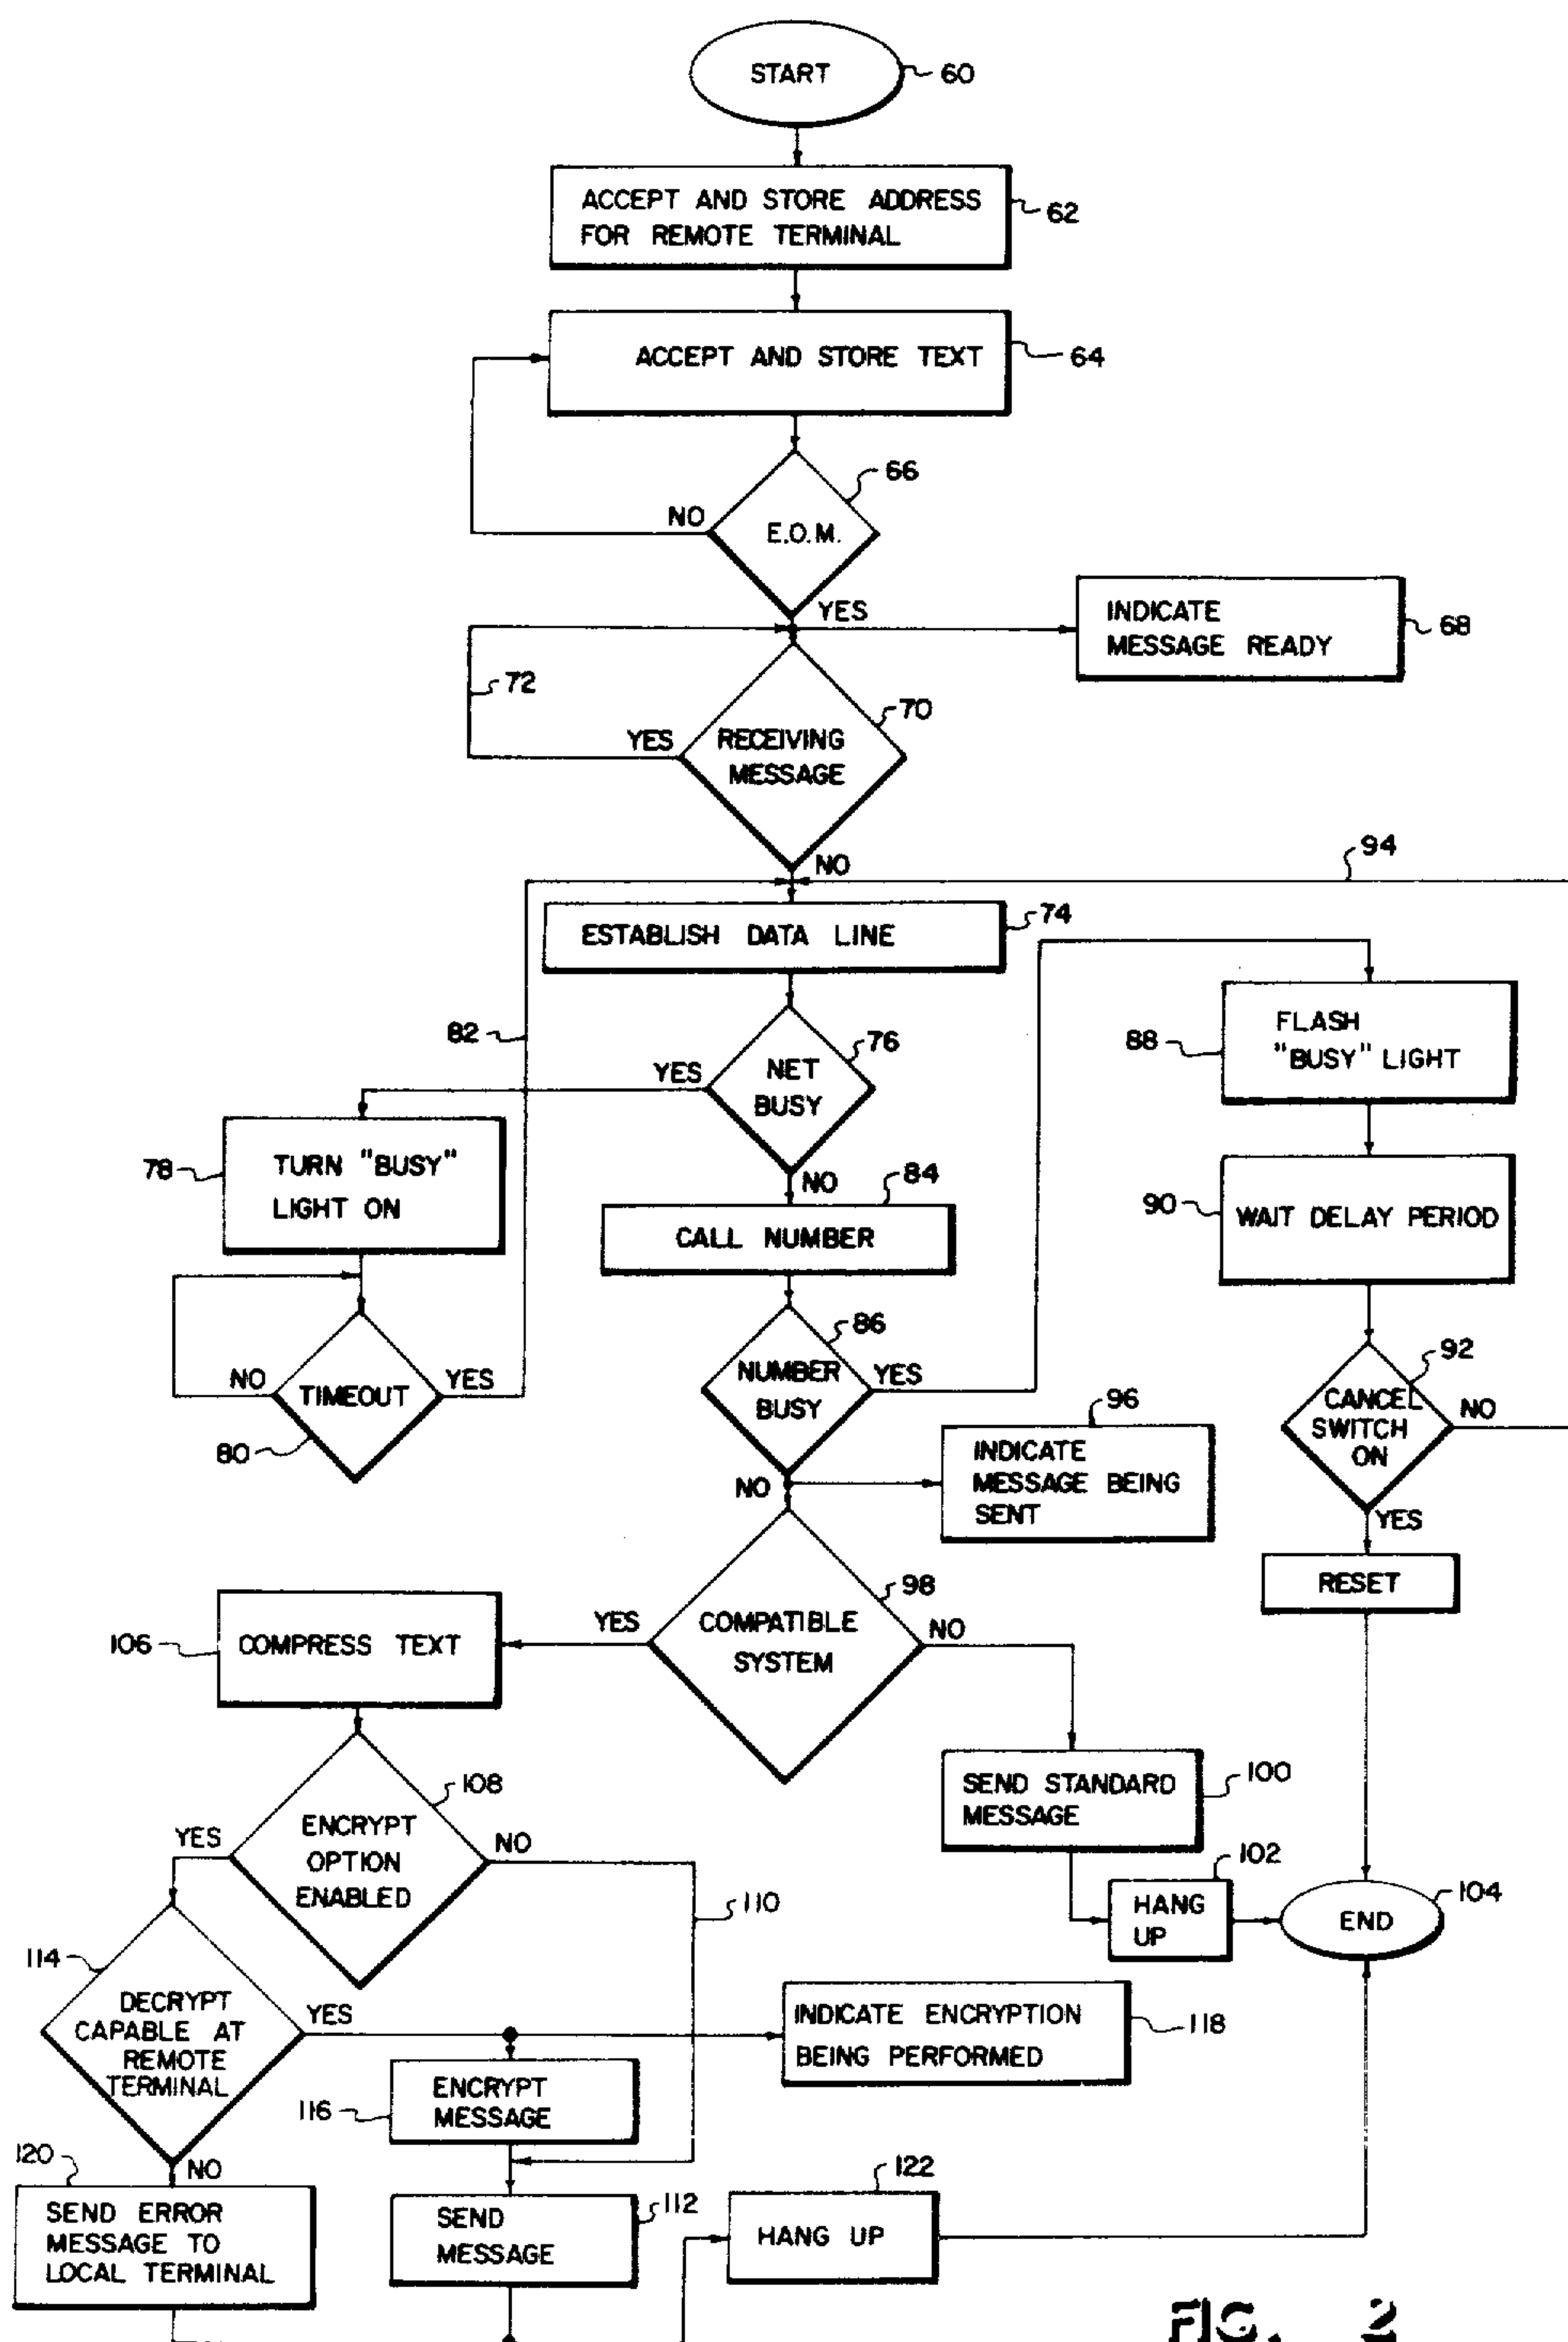 START
60
ACCEPT AND STORE ADDRESS
FOR REMOTE TERMINAL
62
ACCEPT AND STORE TEXT
64
66
NO
E.O.M.
YES
INDICATE
MESSAGE READY
68
72
70
YES
RECEIVING
MESSAGE
NO
94
ESTABLISH DATA LINE
74
82
76
YES
NET
BUSY
NO
FLASH
"BUSY" LIGHT
88
78
TURN "BUSY"
LIGHT ON
84
CALL NUMBER
90
WAIT DELAY PERIOD
86
NUMBER
BUSY
YES
NO
TIMEOUT
YES
80
92
CANCEL
SWITCH
ON
NO
YES
96
INDICATE
MESSAGE BEING
SENT
NO
RESET
98
COMPATIBLE
SYSTEM
YES
NO
106
COMPRESS TEXT
SEND STANDARD
MESSAGE
100
108
YES
ENCRYPT
OPTION
ENABLED
NO
110
102
HANG
UP
END
104
114
DECRYPT
CAPABLE AT
REMOTE
TERMINAL
YES
INDICATE ENCRYPTION
BEING PERFORMED
118
ENCRYPT
MESSAGE
116
120
NO
SEND ERROR
MESSAGE TO
LOCAL TERMINAL
SEND
MESSAGE
112
122
HANG UP
FIG. 2